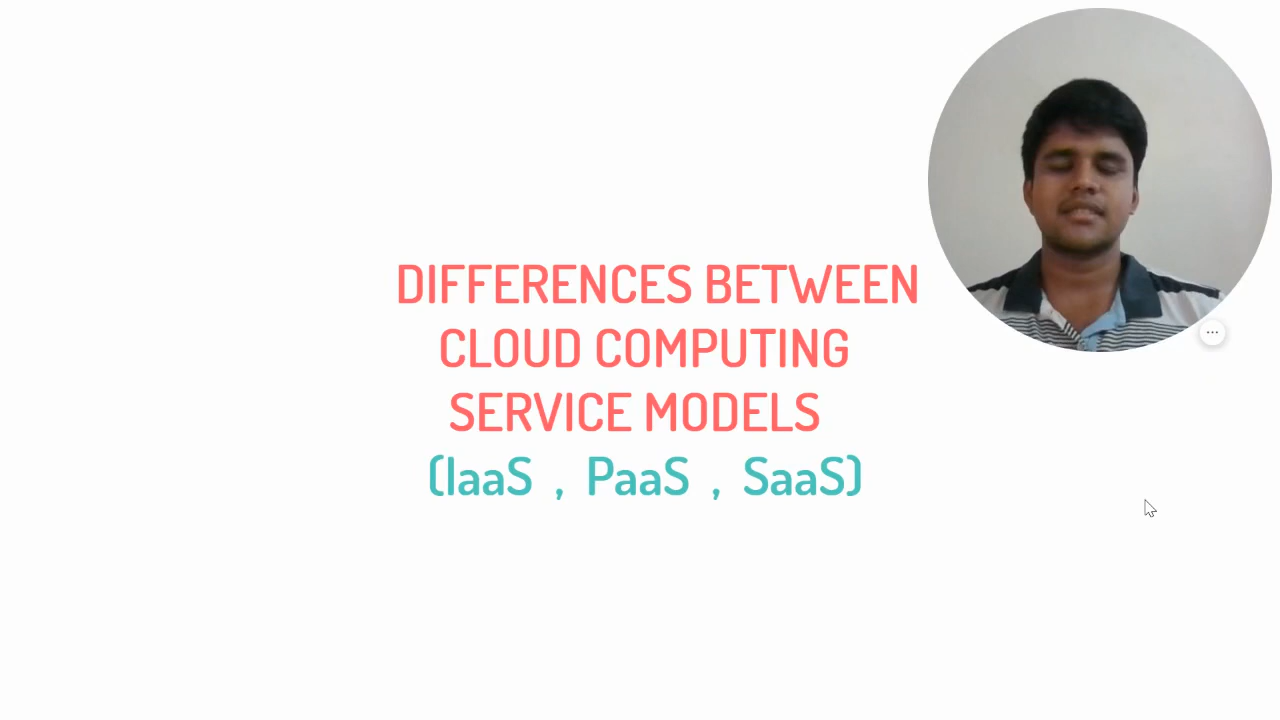 DIFFERENCES BETWEEN
CLOUD COMPUTING
SERVICE MODELS
(IaaS , PaaS , SaaS)